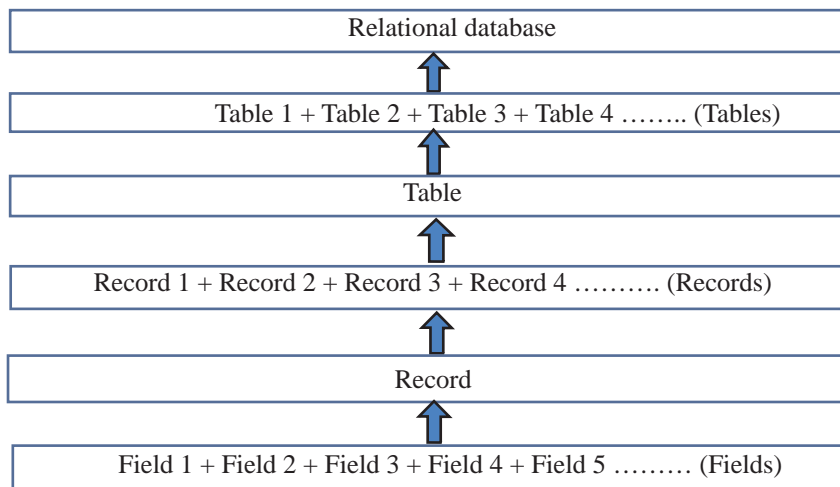 Relational database
Table 1 + Table 2 + Table 3 + Table 4 …….. (Tables)
Table
Record 1 + Record 2 + Record 3 + Record 4 ………. (Records)
Record
Field 1 + Field 2 + Field 3 + Field 4 + Field 5 ……… (Fields)